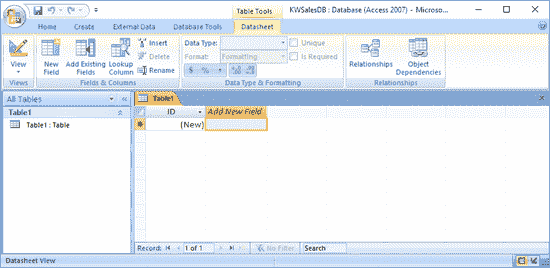 Table Tools
KWSalesDB : Database (Access 2007) - Microso...
Home Create External Data Database Tools Datasheet
View
Views
New Field
Add Existing Fields
Lookup Column
Insert
Delete
Rename
Fields & Columns
Data Type:
Format: Formatting
$ % ,
Unique
Is Required
Data Type & Formatting
Relationships
Object Dependencies
Relationships
All Tables
Table1
Table1 : Table
Table1
ID Add New Field
(New)
Record: 1 of 1 No Filter Search
Datasheet View